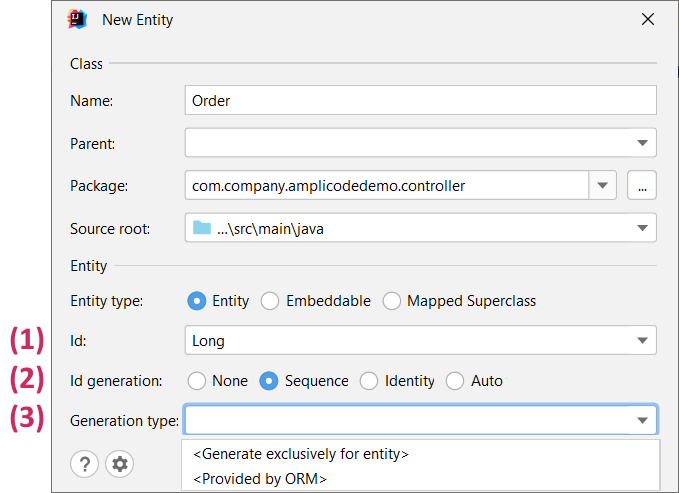 New Entity
Class
Name: Order
Parent:
Package: com.company.amplicodedemo.controller ...
Source root: ...\src\main\java
Entity
Entity type: Entity Embeddable Mapped Superclass
(1) Id: Long
(2) Id generation: None Sequence Identity Auto
(3) Generation type:
<Generate exclusively for entity>
? <Provided by ORM>